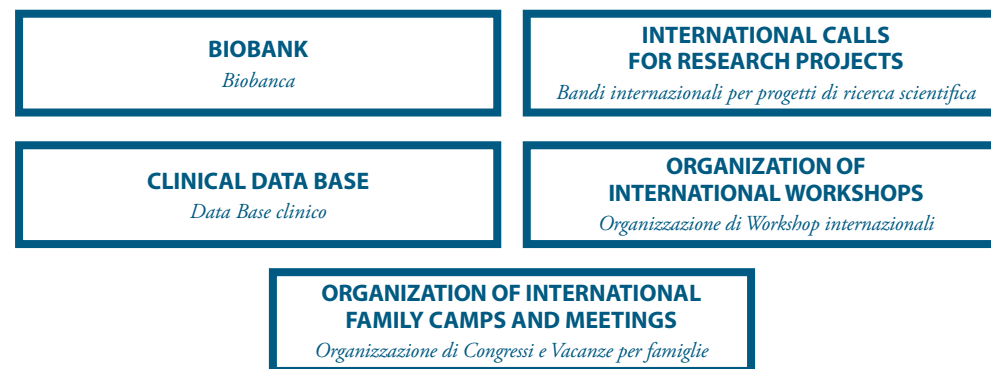 BIOBANK
Biobanca
INTERNATIONAL CALLS
FOR RESEARCH PROJECTS
Bandi internazionali per progetti di ricerca scientifica
CLINICAL DATA BASE
Data Base clinico
ORGANIZATION OF
INTERNATIONAL WORKSHOPS
Organizzazione di Workshop internazionali
ORGANIZATION OF INTERNATIONAL
FAMILY CAMPS AND MEETINGS
Organizzazione di Congressi e Vacanze per famiglie